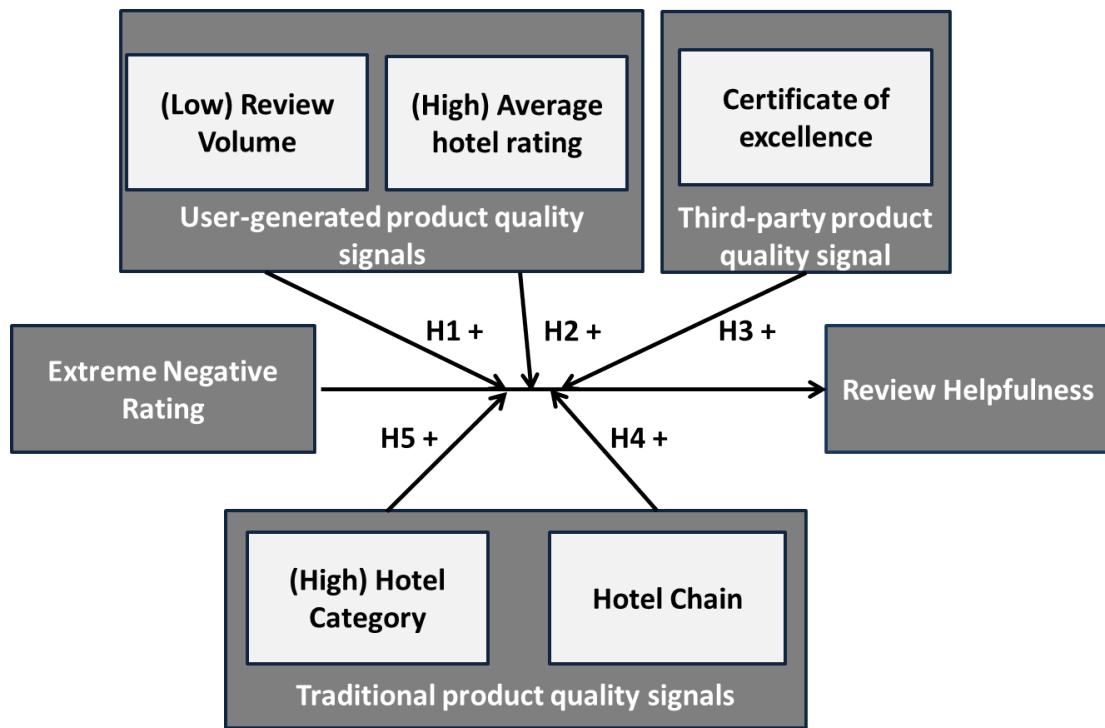 (Low) Review
Volume
(High) Average
hotel rating
User-generated product quality
signals
Certificate of
excellence
Third-party product
quality signal
H1 +
H2 +
H3 +
Extreme Negative
Rating
Review Helpfulness
H5 +
H4 +
(High) Hotel
Category
Hotel Chain
Traditional product quality signals